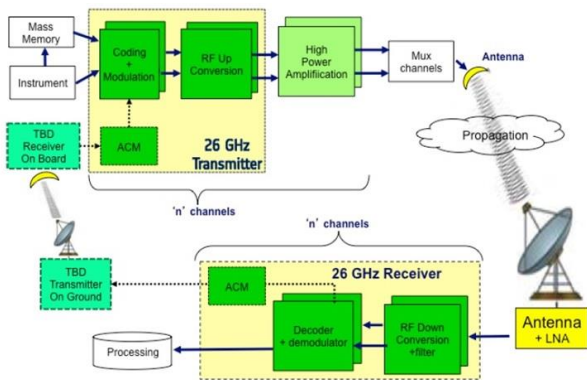 Mass
Memory
Instrument
Coding
+
Modulation
RF Up
Conversion
High
Power
Amplifiication
Mux
channels
Antenna
Propagation
TBD
Receiver
On Board
ACM
26 GHz
Transmitter
'n' channels
'n' channels
TBD
Transmitter
On Ground
ACM
26 GHz Receiver
Decoder
+ demodulator
RF Down
Conversion
+filter
Antenna
+ LNA
Processing